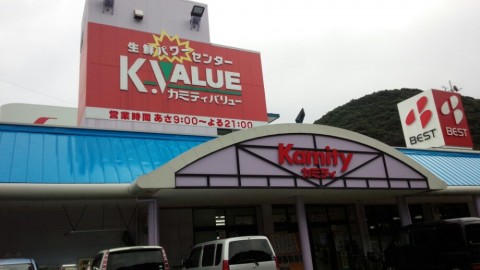 生鮮パワーセンター
K.VALUE
カミティバリュー
営業時間 あさ9:00〜よる21:00
BEST
BEST
Kamity
カミティ